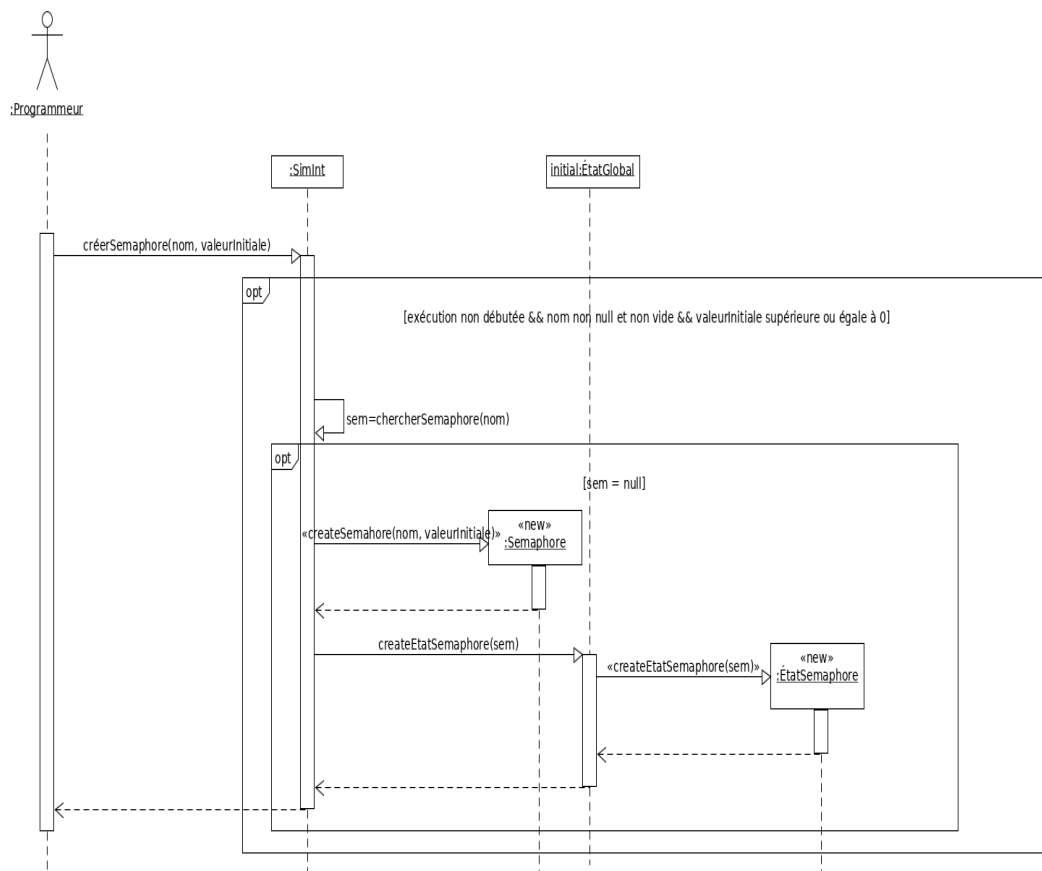 :Programmeur
:SimInt
initial:ÉtatGlobal
créerSemaphore(nom, valeurInitiale)
opt
[exécution non débutée && nom non null et non vide && valeurInitiale supérieure ou égale à 0]
sem=chercherSemaphore(nom)
opt
[sem = null]
«new»
«createSemahore(nom, valeurInitiale)»
:Semaphore
createEtatSemaphore(sem)
«new»
«createEtatSemaphore(sem)»
:ÉtatSemaphore